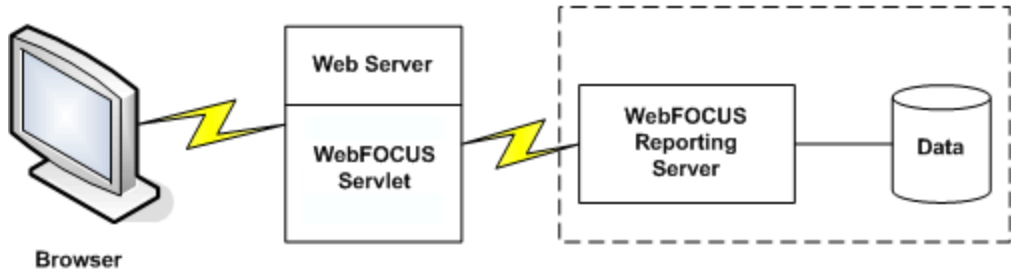 Web Server
WebFOCUS
Servlet
WebFOCUS
Reporting
Server
Data
Browser